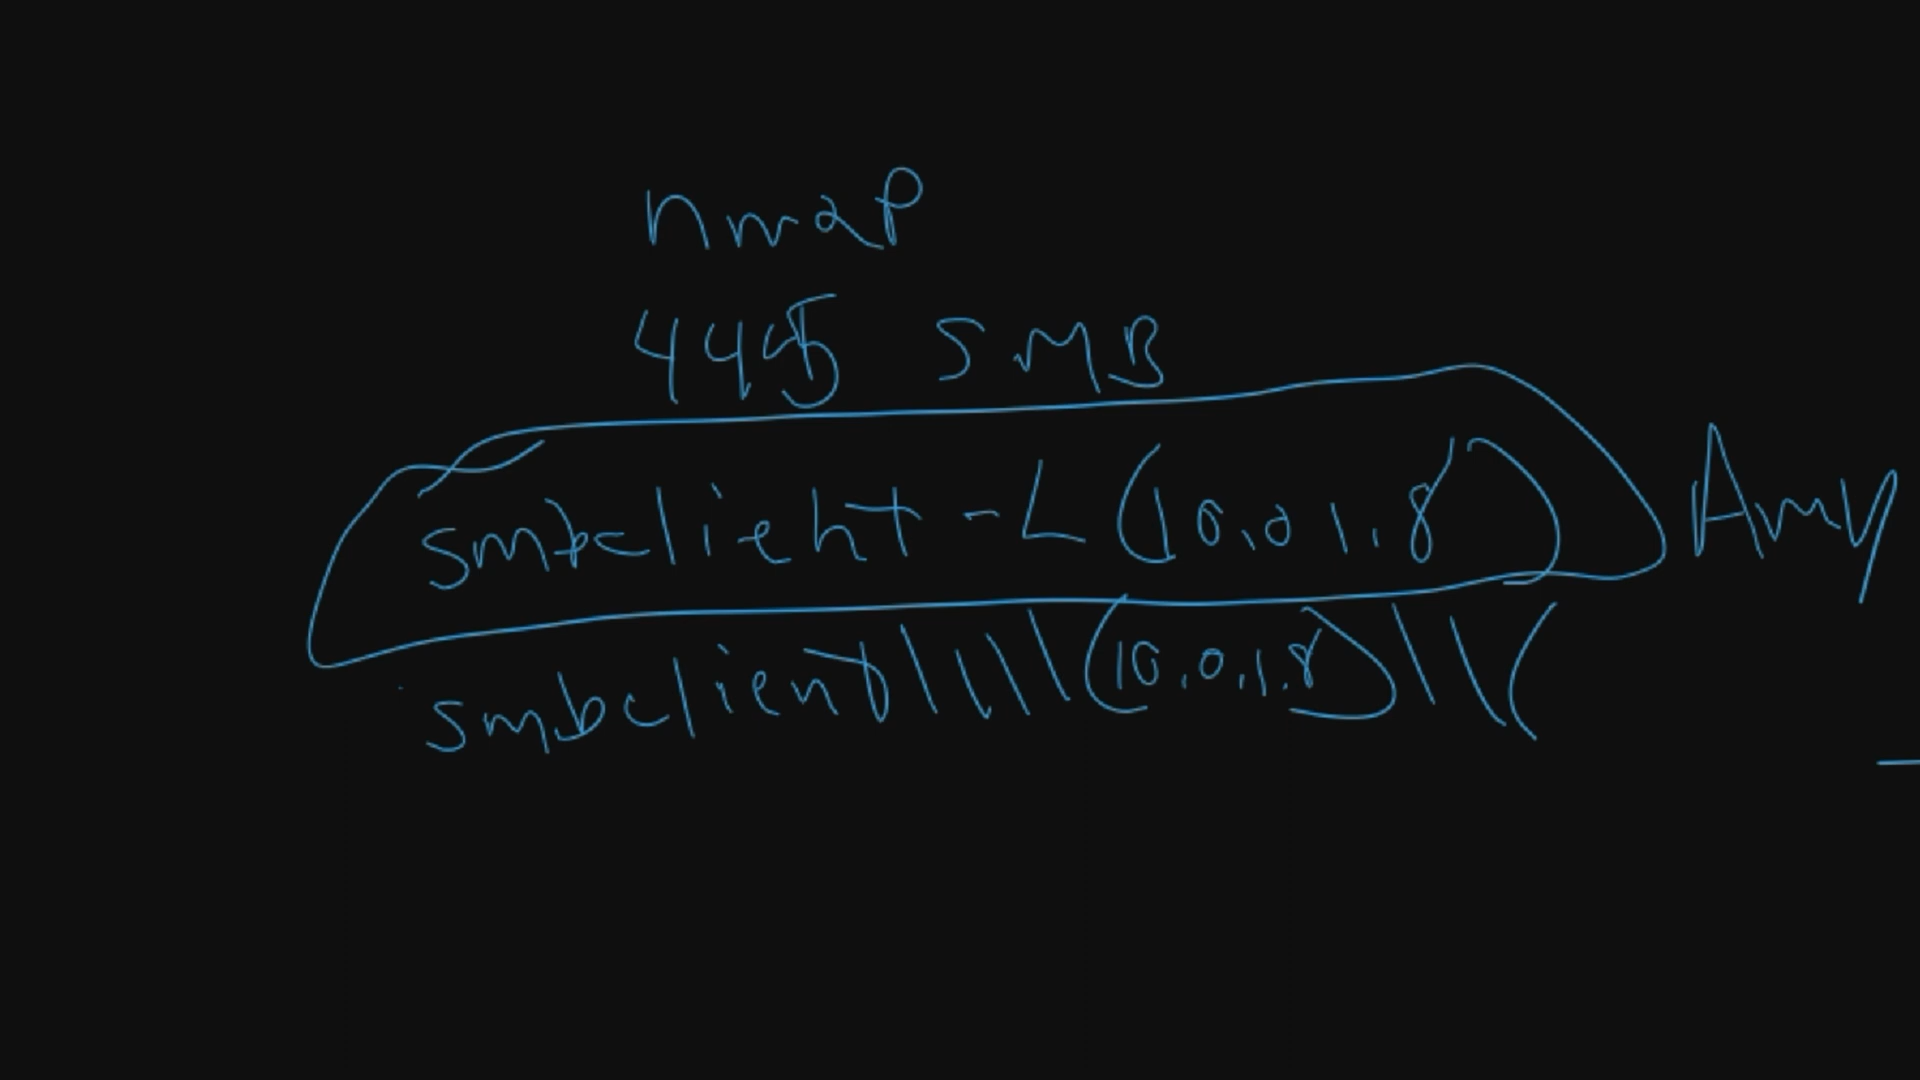 nmap
445 SMB
smbclient -L (10.0.1.8) Amy
smbclient \\\\(10.0.1.8)\\(